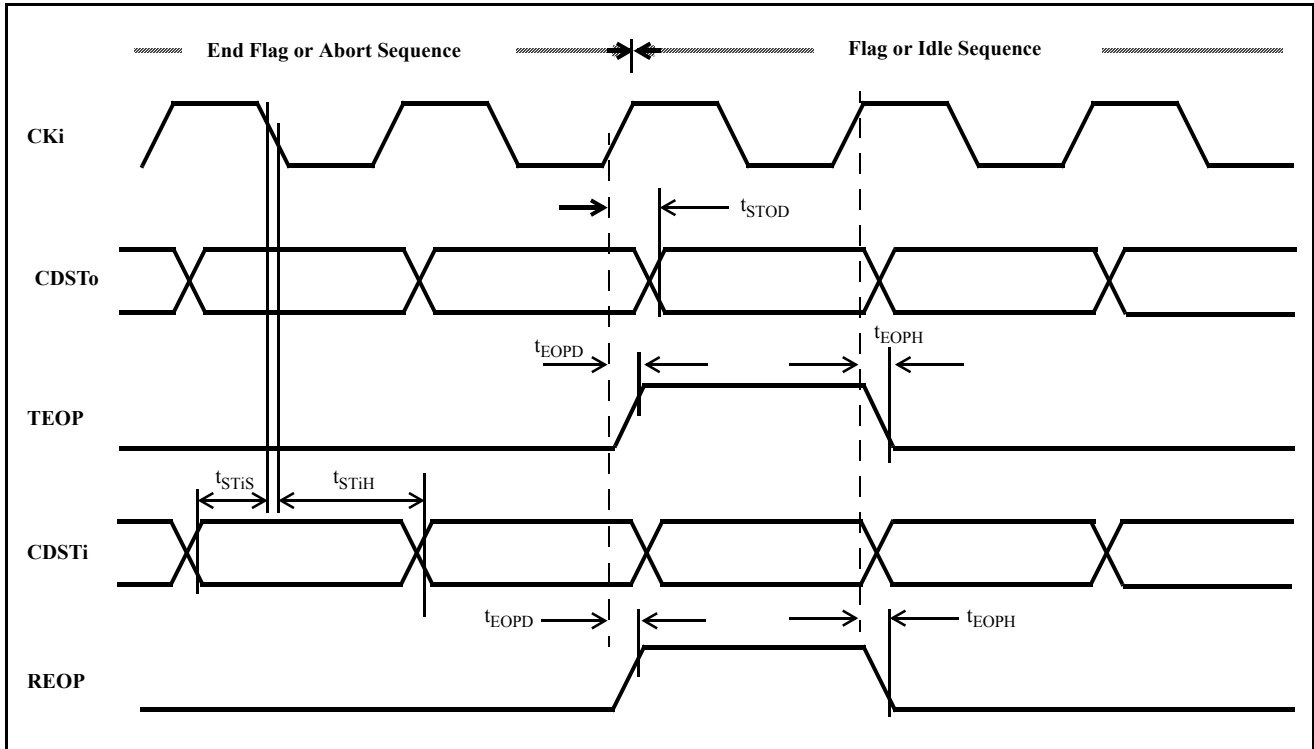 End Flag or Abort Sequence
Flag or Idle Sequence
CKi
tSTOD
CDSTo
tEOPD
tEOPH
TEOP
tSTiS
tSTiH
CDSTi
tEOPD
tEOPH
REOP